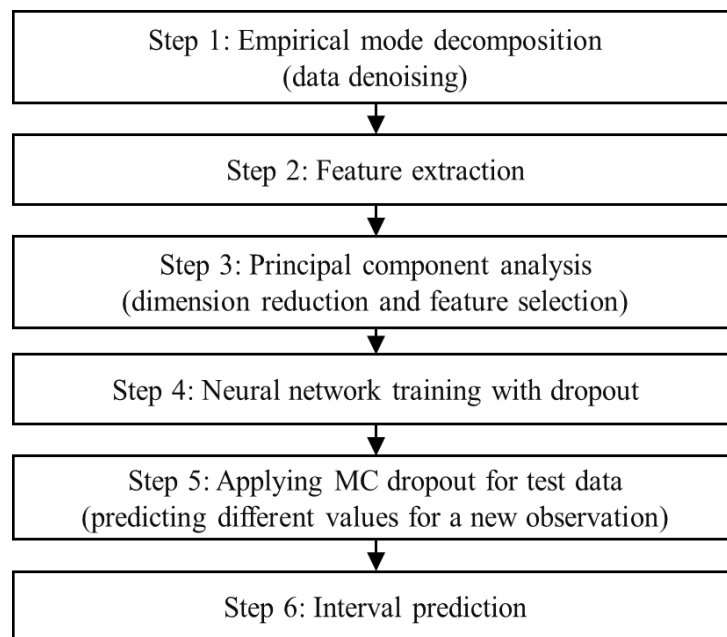 Step 1: Empirical mode decomposition
(data denoising)
Step 2: Feature extraction
Step 3: Principal component analysis
(dimension reduction and feature selection)
Step 4: Neural network training with dropout
Step 5: Applying MC dropout for test data
(predicting different values for a new observation)
Step 6: Interval prediction